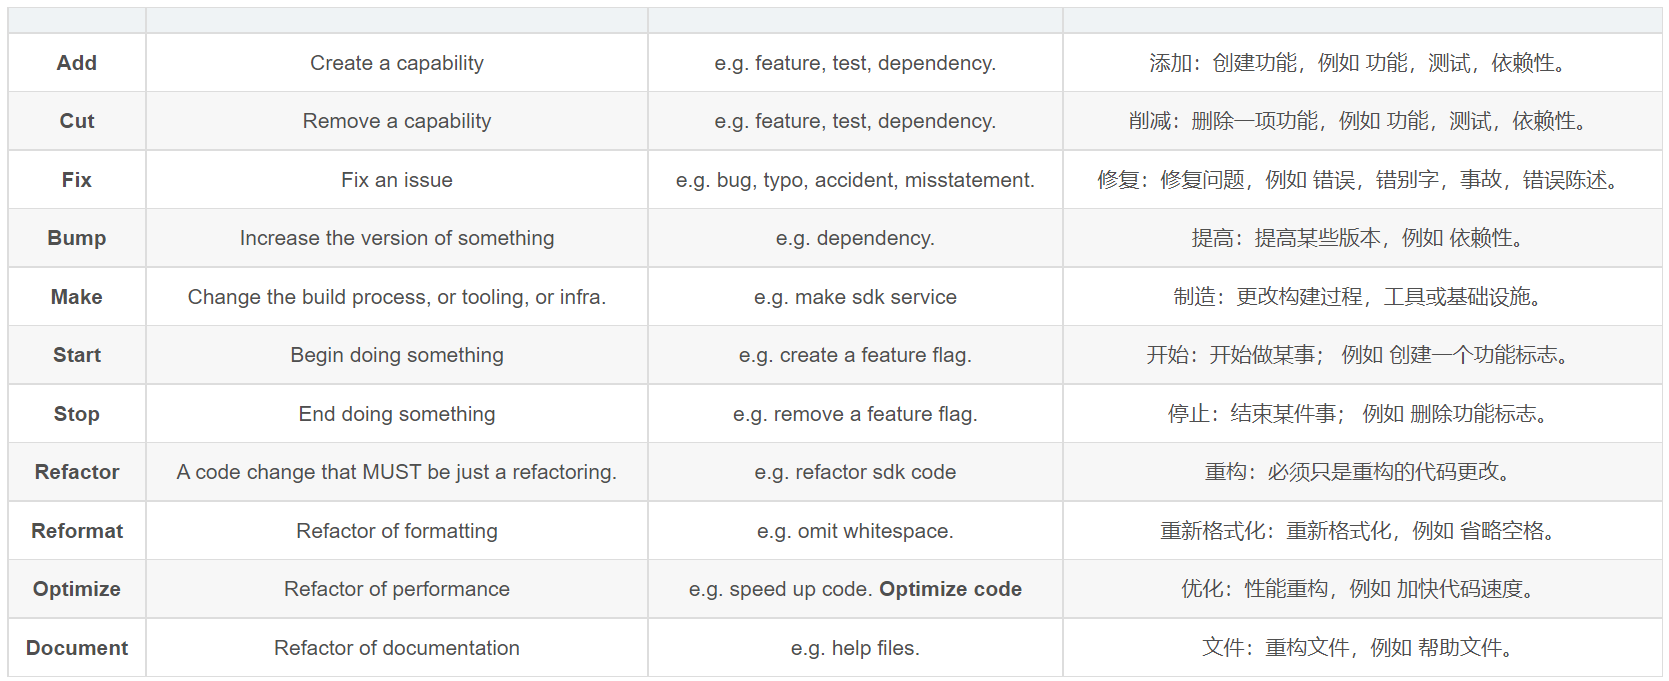 Add Create a capability e.g. feature, test, dependency. 添加：创建功能，例如 功能，测试，依赖性。
Cut Remove a capability e.g. feature, test, dependency. 削减：删除一项功能，例如 功能，测试，依赖性。
Fix Fix an issue e.g. bug, typo, accident, misstatement. 修复：修复问题，例如 错误，错别字，事故，错误陈述。
Bump Increase the version of something e.g. dependency. 提高：提高某些版本，例如 依赖性。
Make Change the build process, or tooling, or infra. e.g. make sdk service 制造：更改构建过程，工具或基础设施。
Start Begin doing something e.g. create a feature flag. 开始：开始做某事； 例如 创建一个功能标志。
Stop End doing something e.g. remove a feature flag. 停止：结束某件事； 例如 删除功能标志。
Refactor A code change that MUST be just a refactoring. e.g. refactor sdk code 重构：必须只是重构的代码更改。
Reformat Refactor of formatting e.g. omit whitespace. 重新格式化：重新格式化，例如 省略空格。
Optimize Refactor of performance e.g. speed up code. Optimize code 优化：性能重构，例如 加快代码速度。
Document Refactor of documentation e.g. help files. 文件：重构文件，例如 帮助文件。